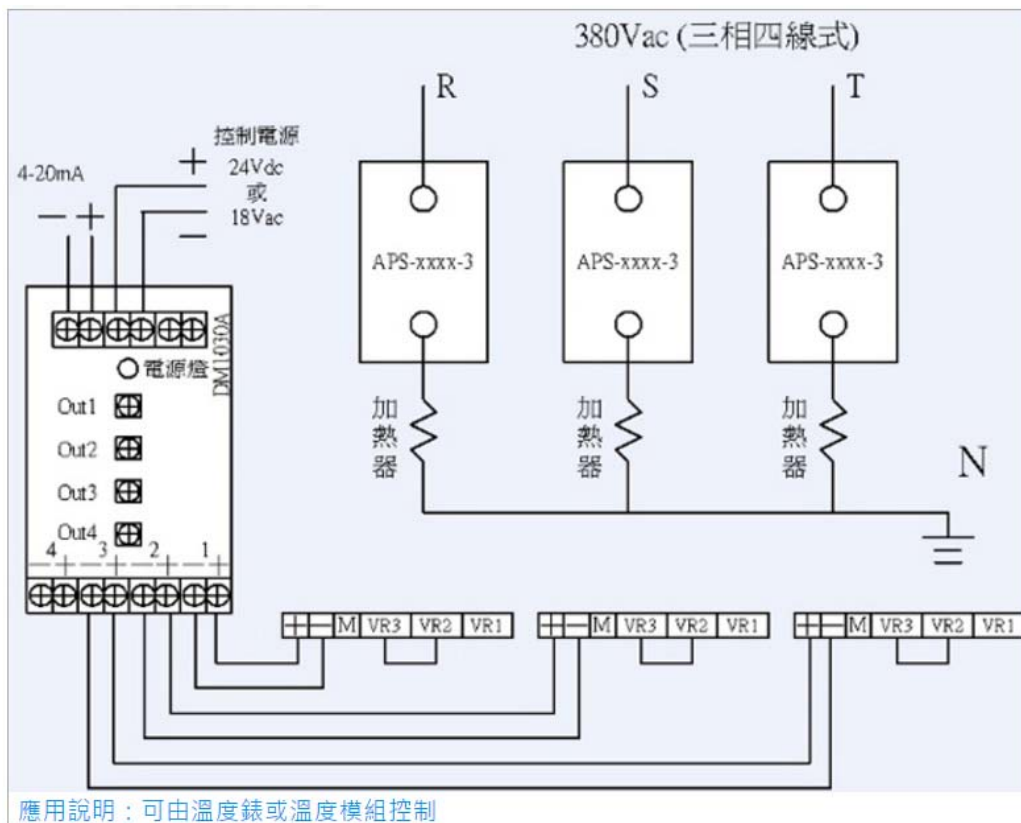 380Vac (三相四線式)
R S T
控制電源
+ 24Vdc
4-20mA 或
18Vac
− + −
APS-xxxx-3 APS-xxxx-3 APS-xxxx-3
DM1030A
電源燈
Out1
Out2
Out3
Out4
加熱器 加熱器 加熱器
N
4 3 2 1
− + − + − + − +
+ − M VR3 VR2 VR1 + − M VR3 VR2 VR1 + − M VR3 VR2 VR1
應用說明：可由溫度錶或溫度模組控制